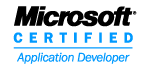 Microsoft
CERTIFIED
Application Developer